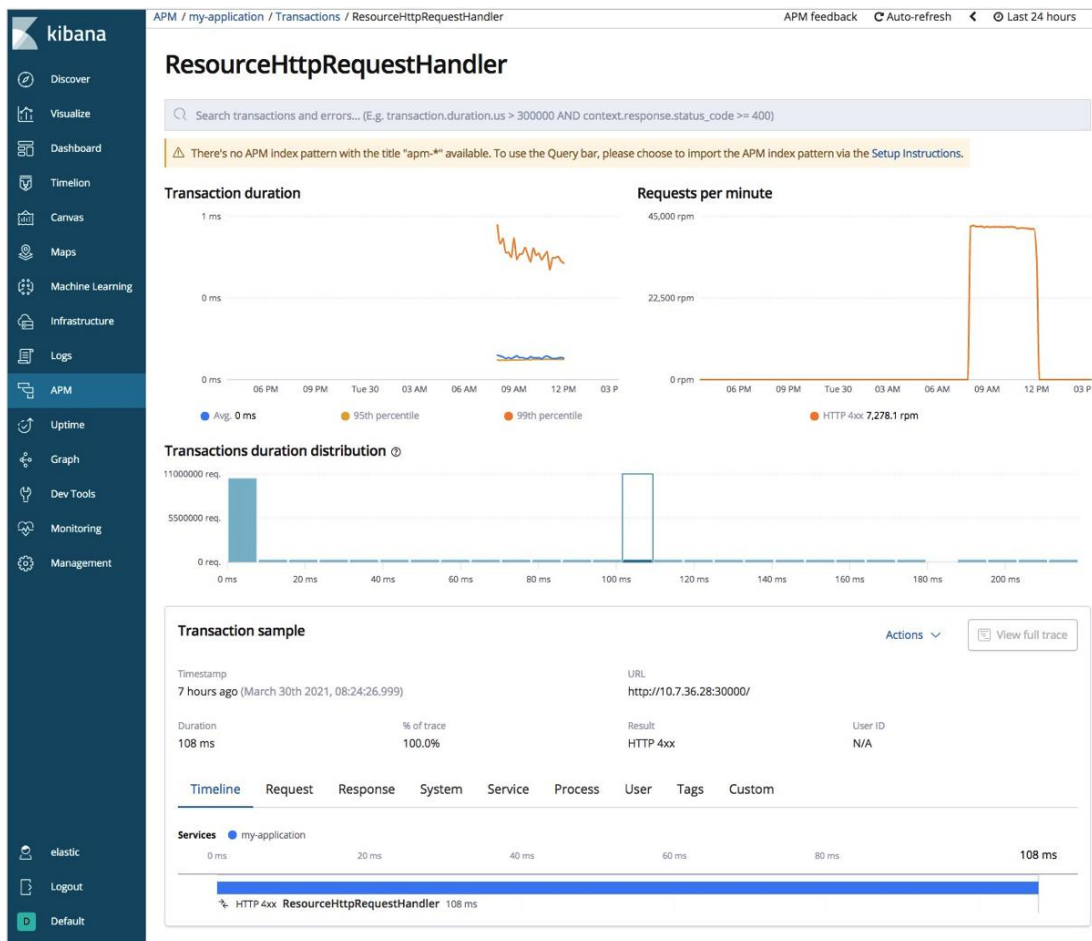 kibana
Discover
Visualize
Dashboard
Timelion
Canvas
Maps
Machine Learning
Infrastructure
Logs
APM
Uptime
Graph
Dev Tools
Monitoring
Management
elastic
Logout
D Default
APM / my-application / Transactions / ResourceHttpRequestHandler
APM feedback Auto-refresh Last 24 hours
ResourceHttpRequestHandler
Search transactions and errors... (E.g. transaction.duration.us > 300000 AND context.response.status_code >= 400)
There's no APM index pattern with the title "apm-*" available. To use the Query bar, please choose to import the APM index pattern via the Setup Instructions.
Transaction duration
1 ms
0 ms
0 ms
06 PM 09 PM Tue 30 03 AM 06 AM 09 AM 12 PM 03 P
Avg. 0 ms 95th percentile 99th percentile
Requests per minute
45,000 rpm
22,500 rpm
0 rpm
06 PM 09 PM Tue 30 03 AM 06 AM 09 AM 12 PM 03 P
HTTP 4xx 7,278.1 rpm
Transactions duration distribution
11000000 req.
5500000 req.
0 req.
0 ms 20 ms 40 ms 60 ms 80 ms 100 ms 120 ms 140 ms 160 ms 180 ms 200 ms
Transaction sample
Actions View full trace
Timestamp URL
7 hours ago (March 30th 2021, 08:24:26.999) http://10.7.36.28:30000/
Duration % of trace Result User ID
108 ms 100.0% HTTP 4xx N/A
Timeline Request Response System Service Process User Tags Custom
Services my-application
0 ms 20 ms 40 ms 60 ms 80 ms 108 ms
HTTP 4xx ResourceHttpRequestHandler 108 ms